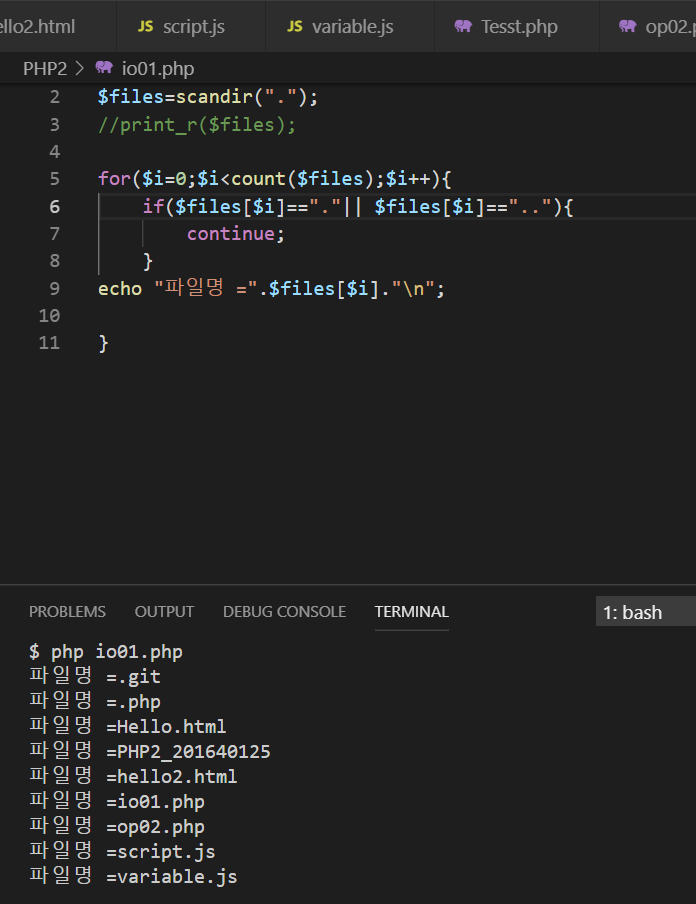 ello2.html JS script.js JS variable.js Tesst.php op02.p
PHP2 > io01.php
2 $files=scandir(".");
3 //print_r($files);
4
5 for($i=0;$i<count($files);$i++){
6 if($files[$i]=="."|| $files[$i]==".."){
7 continue;
8 }
9 echo "파일명 =".$files[$i]."\n";
10
11 }
PROBLEMS OUTPUT DEBUG CONSOLE TERMINAL 1: bash
$ php io01.php
파일명 =.git
파일명 =.php
파일명 =Hello.html
파일명 =PHP2_201640125
파일명 =hello2.html
파일명 =io01.php
파일명 =op02.php
파일명 =script.js
파일명 =variable.js